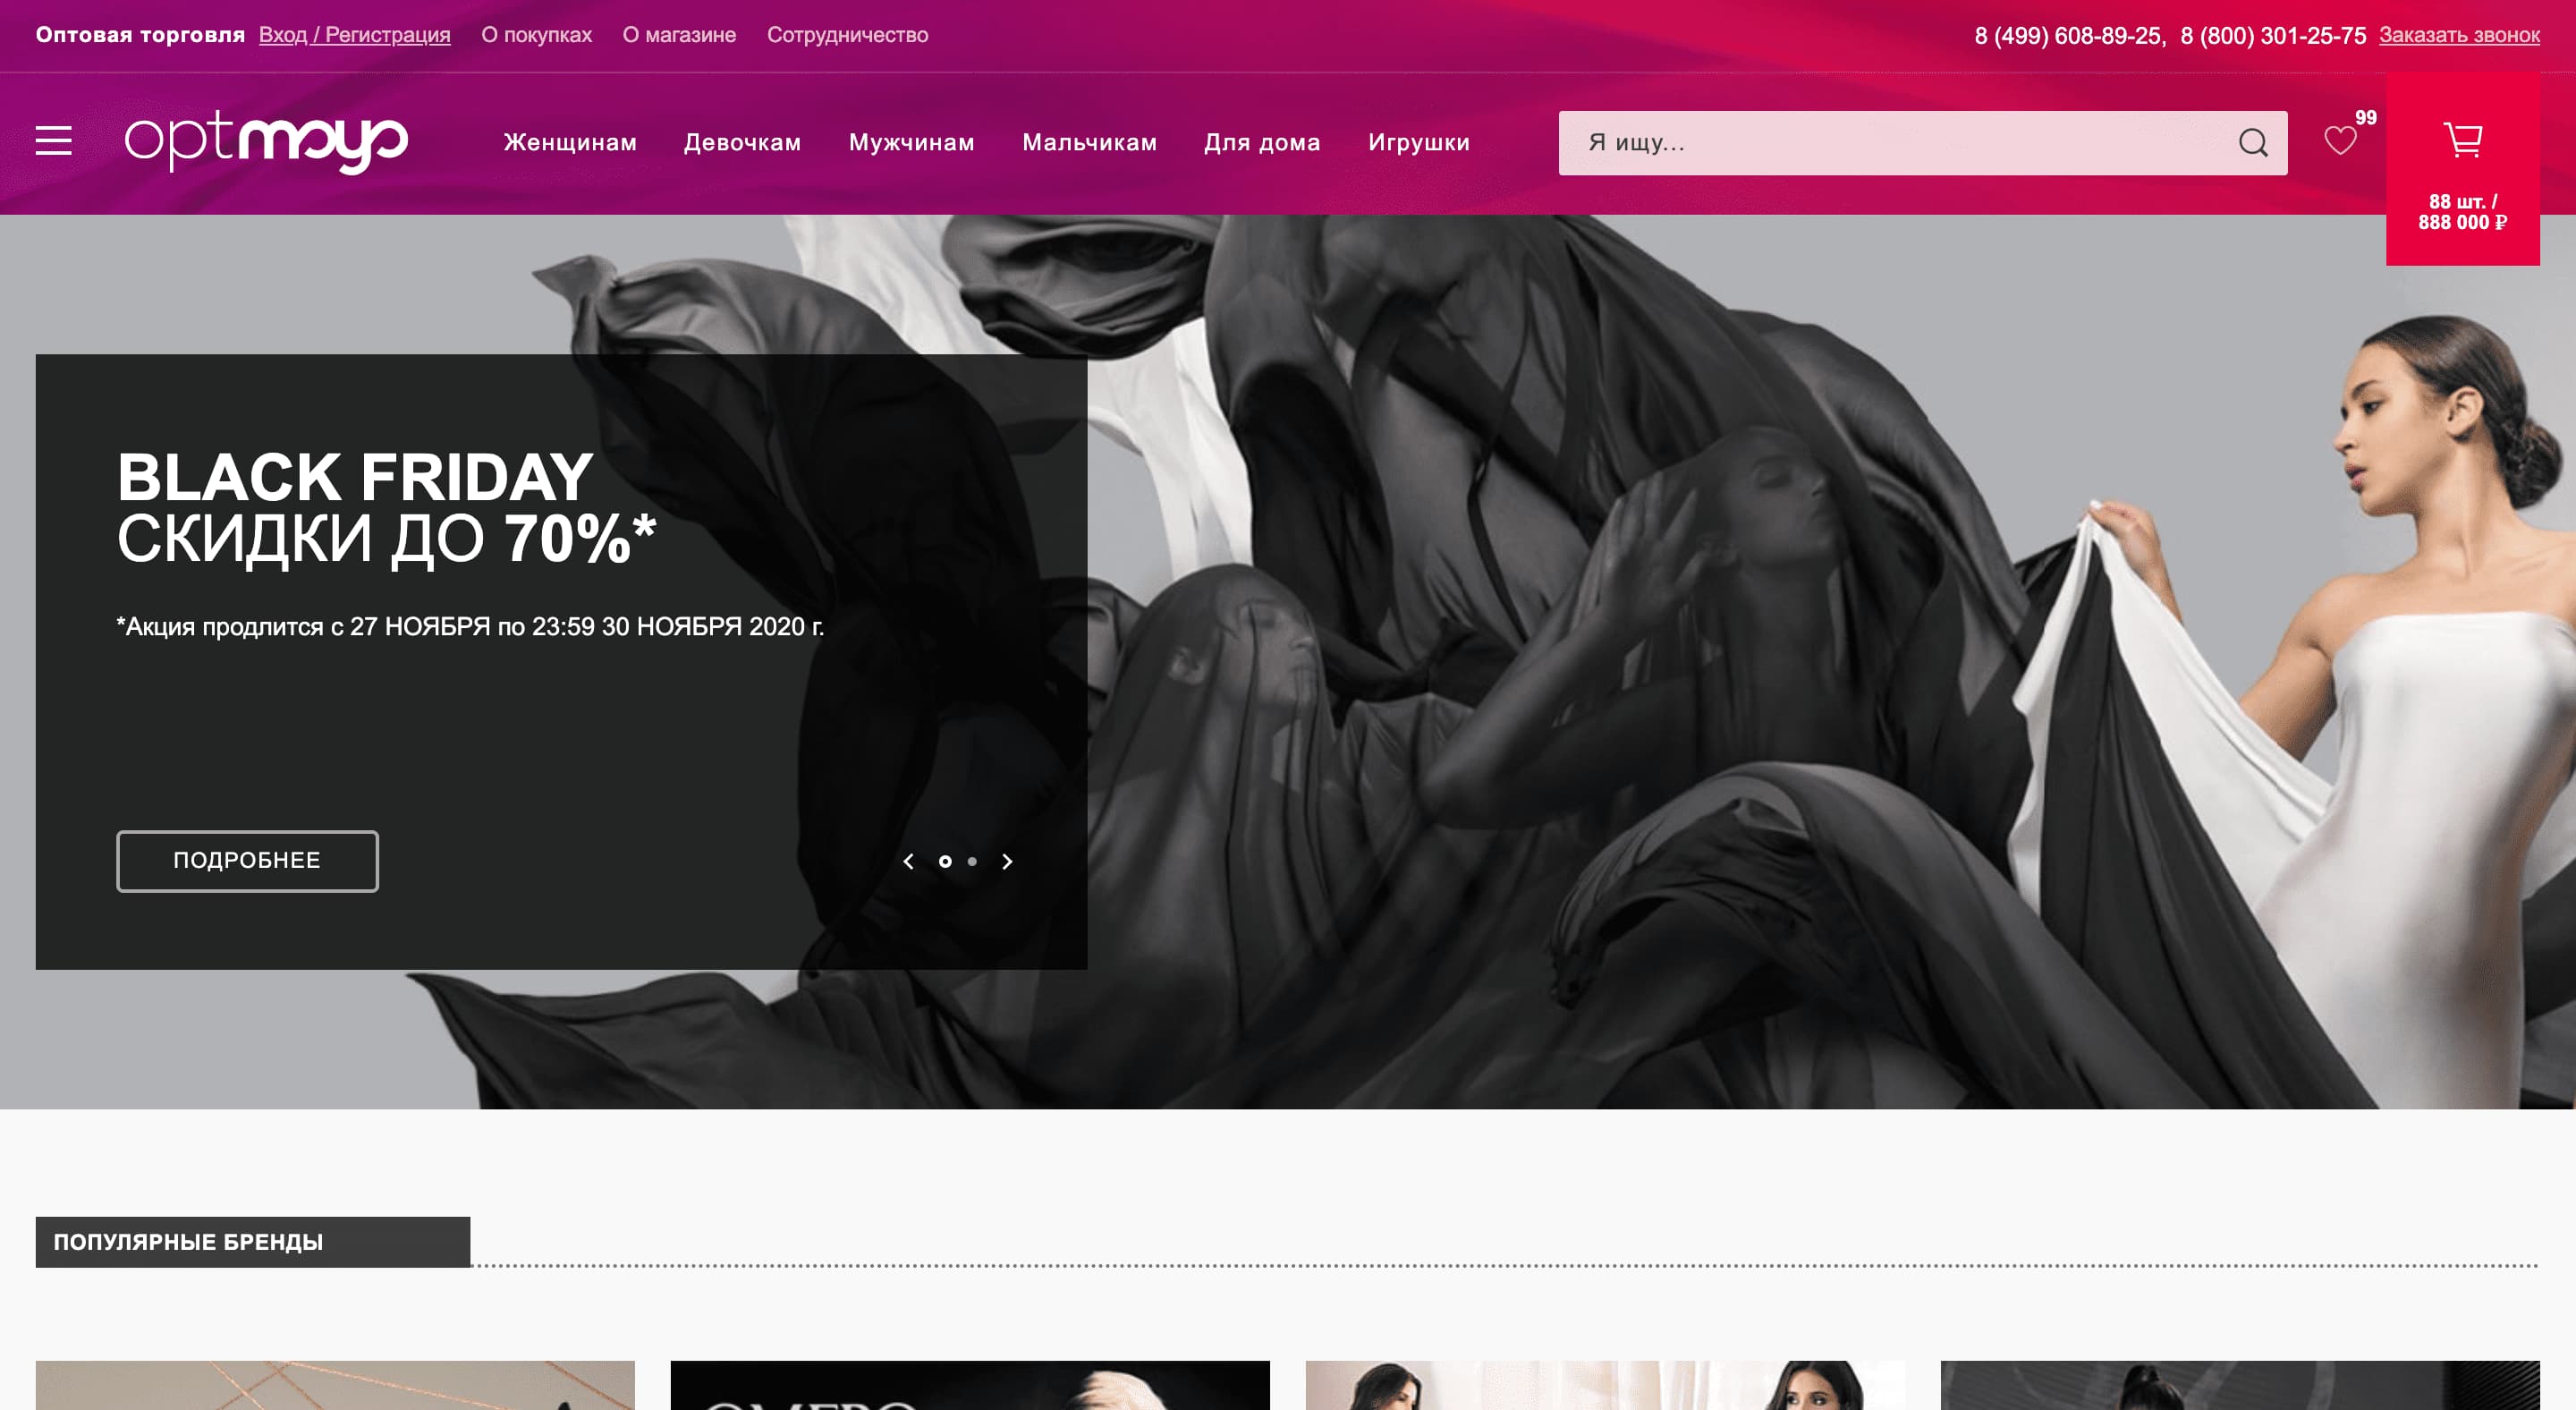 Оптовая торговля Вход / Регистрация О покупках О магазине Сотрудничество
8 (499) 608-89-25, 8 (800) 301-25-75 Заказать звонок
optmoyo
Женщинам Девочкам Мужчинам Мальчикам Для дома Игрушки
Я ищу...
99
88 шт. /
888 000 ₽
BLACK FRIDAY
СКИДКИ ДО 70%*
*Акция продлится с 27 НОЯБРЯ по 23:59 30 НОЯБРЯ 2020 г.
ПОДРОБНЕЕ
ПОПУЛЯРНЫЕ БРЕНДЫ